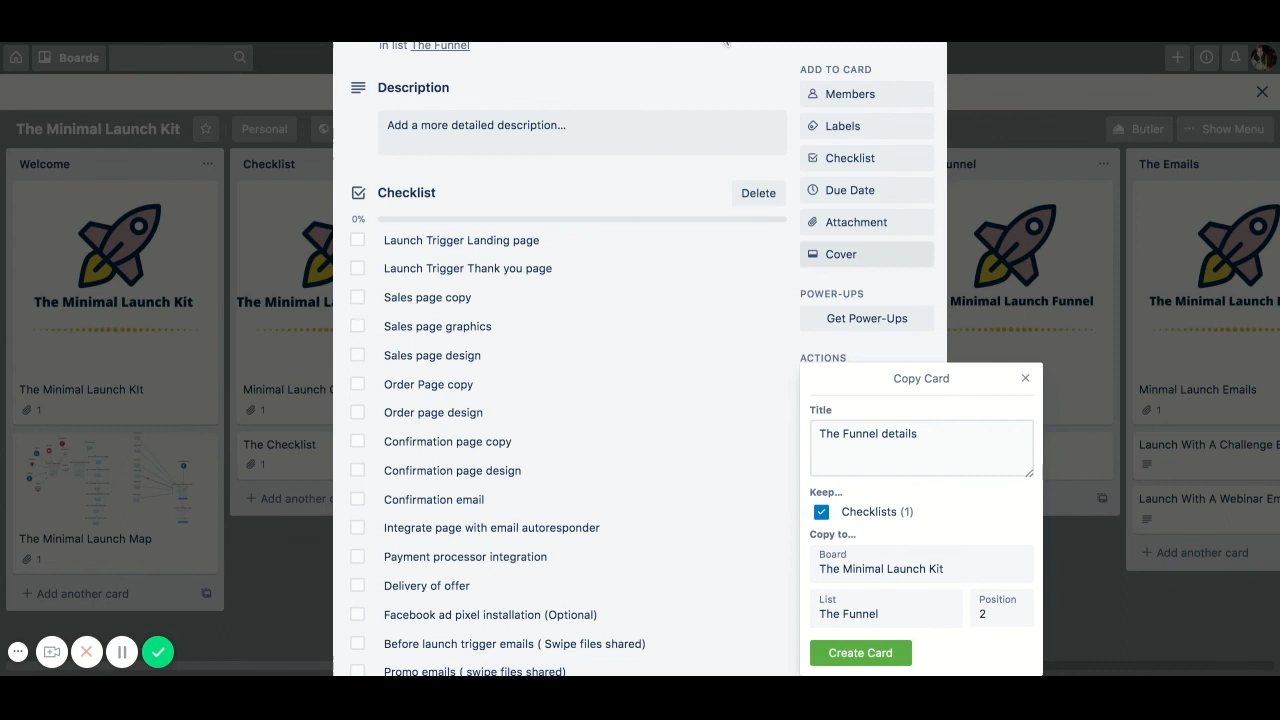 in list The Funnel
Boards
Description
ADD TO CARD
Add a more detailed description...
Members
Labels
Checklist
Due Date
Attachment
Cover
POWER-UPS
Get Power-Ups
ACTIONS
The Minimal Launch Kit
Personal
Butler
Show Menu
Welcome
The Minimal Launch Kit
The Minimal Launch KIt
1
The Minimal Launch Map
1
+ Add another card
Checklist
The Minimal L
Minimal Launch C
1
The Checklist
1
+ Add another c
Checklist
Delete
0%
Launch Trigger Landing page
Launch Trigger Thank you page
Sales page copy
Sales page graphics
Sales page design
Order Page copy
Order page design
Confirmation page copy
Confirmation page design
Confirmation email
Integrate page with email autoresponder
Payment processor integration
Delivery of offer
Facebook ad pixel installation (Optional)
Before launch trigger emails ( Swipe files shared)
Promo emails ( swipe files shared)
Copy Card
Title
The Funnel details
Keep...
Checklists (1)
Copy to...
Board
The Minimal Launch Kit
List
The Funnel
Position
2
Create Card
unnel
Minimal Launch Funnel
The Emails
The Minimal Launch
Minmal Launch Emails
1
Launch With A Challenge E
Launch With A Webinar Em
+ Add another card